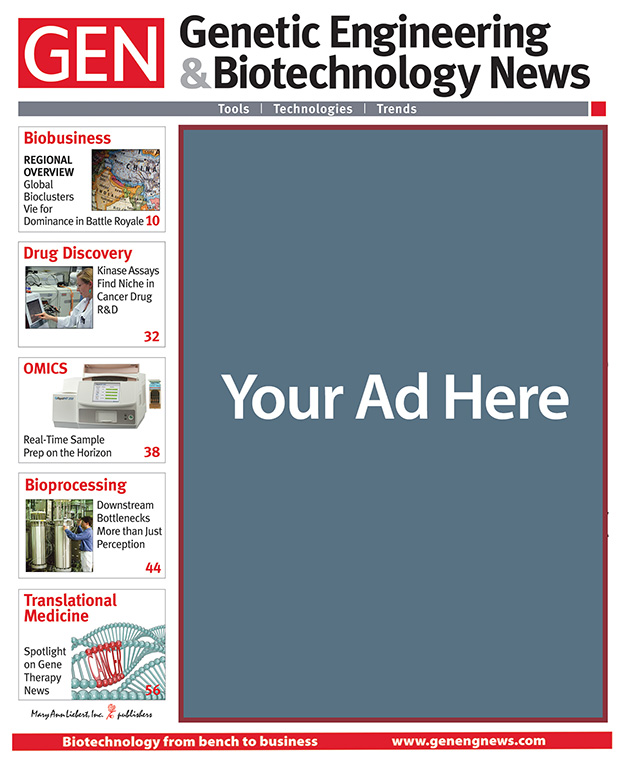 GEN
Genetic Engineering
&Biotechnology News
Tools | Technologies | Trends
Biobusiness
REGIONAL
OVERVIEW
Global
Bioclusters
Vie for
Dominance in Battle Royale 10
CHINA
Drug Discovery
Kinase Assays
Find Niche in
Cancer Drug
R&D
32
OMICS
Real-Time Sample
Prep on the Horizon 38
Bioprocessing
Downstream
Bottlenecks
More than Just
Perception
44
Translational
Medicine
CANCER
Spotlight
on Gene
Therapy
News
56
Mary Ann Liebert, Inc. publishers
Your Ad Here
Biotechnology from bench to business www.genengnews.com